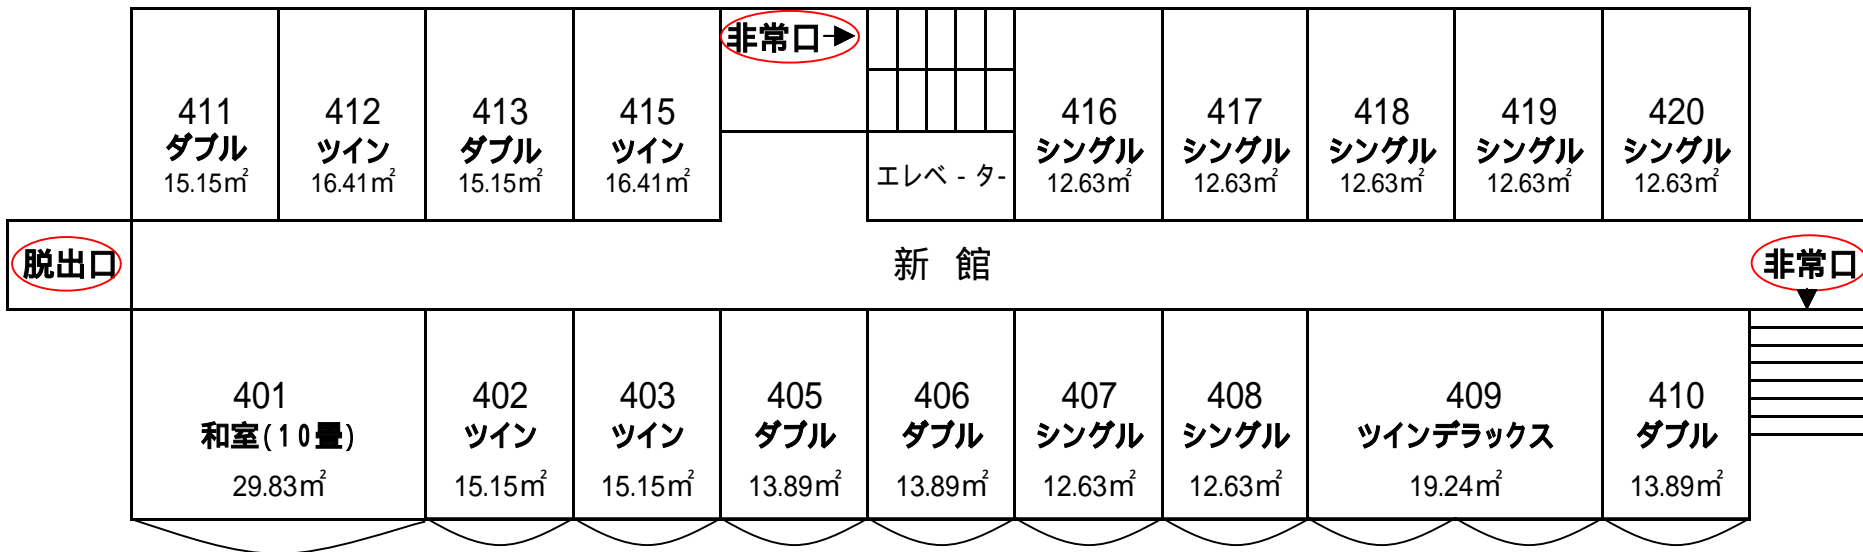 非常口
411
ダブル
15.15㎡
412
ツイン
16.41㎡
413
ダブル
15.15㎡
415
ツイン
16.41㎡
エレベ-タ-
416
シングル
12.63㎡
417
シングル
12.63㎡
418
シングル
12.63㎡
419
シングル
12.63㎡
420
シングル
12.63㎡
脱出口
新館
非常口
401
和室(10畳)
29.83㎡
402
ツイン
15.15㎡
403
ツイン
15.15㎡
405
ダブル
13.89㎡
406
ダブル
13.89㎡
407
シングル
12.63㎡
408
シングル
12.63㎡
409
ツインデラックス
19.24㎡
410
ダブル
13.89㎡